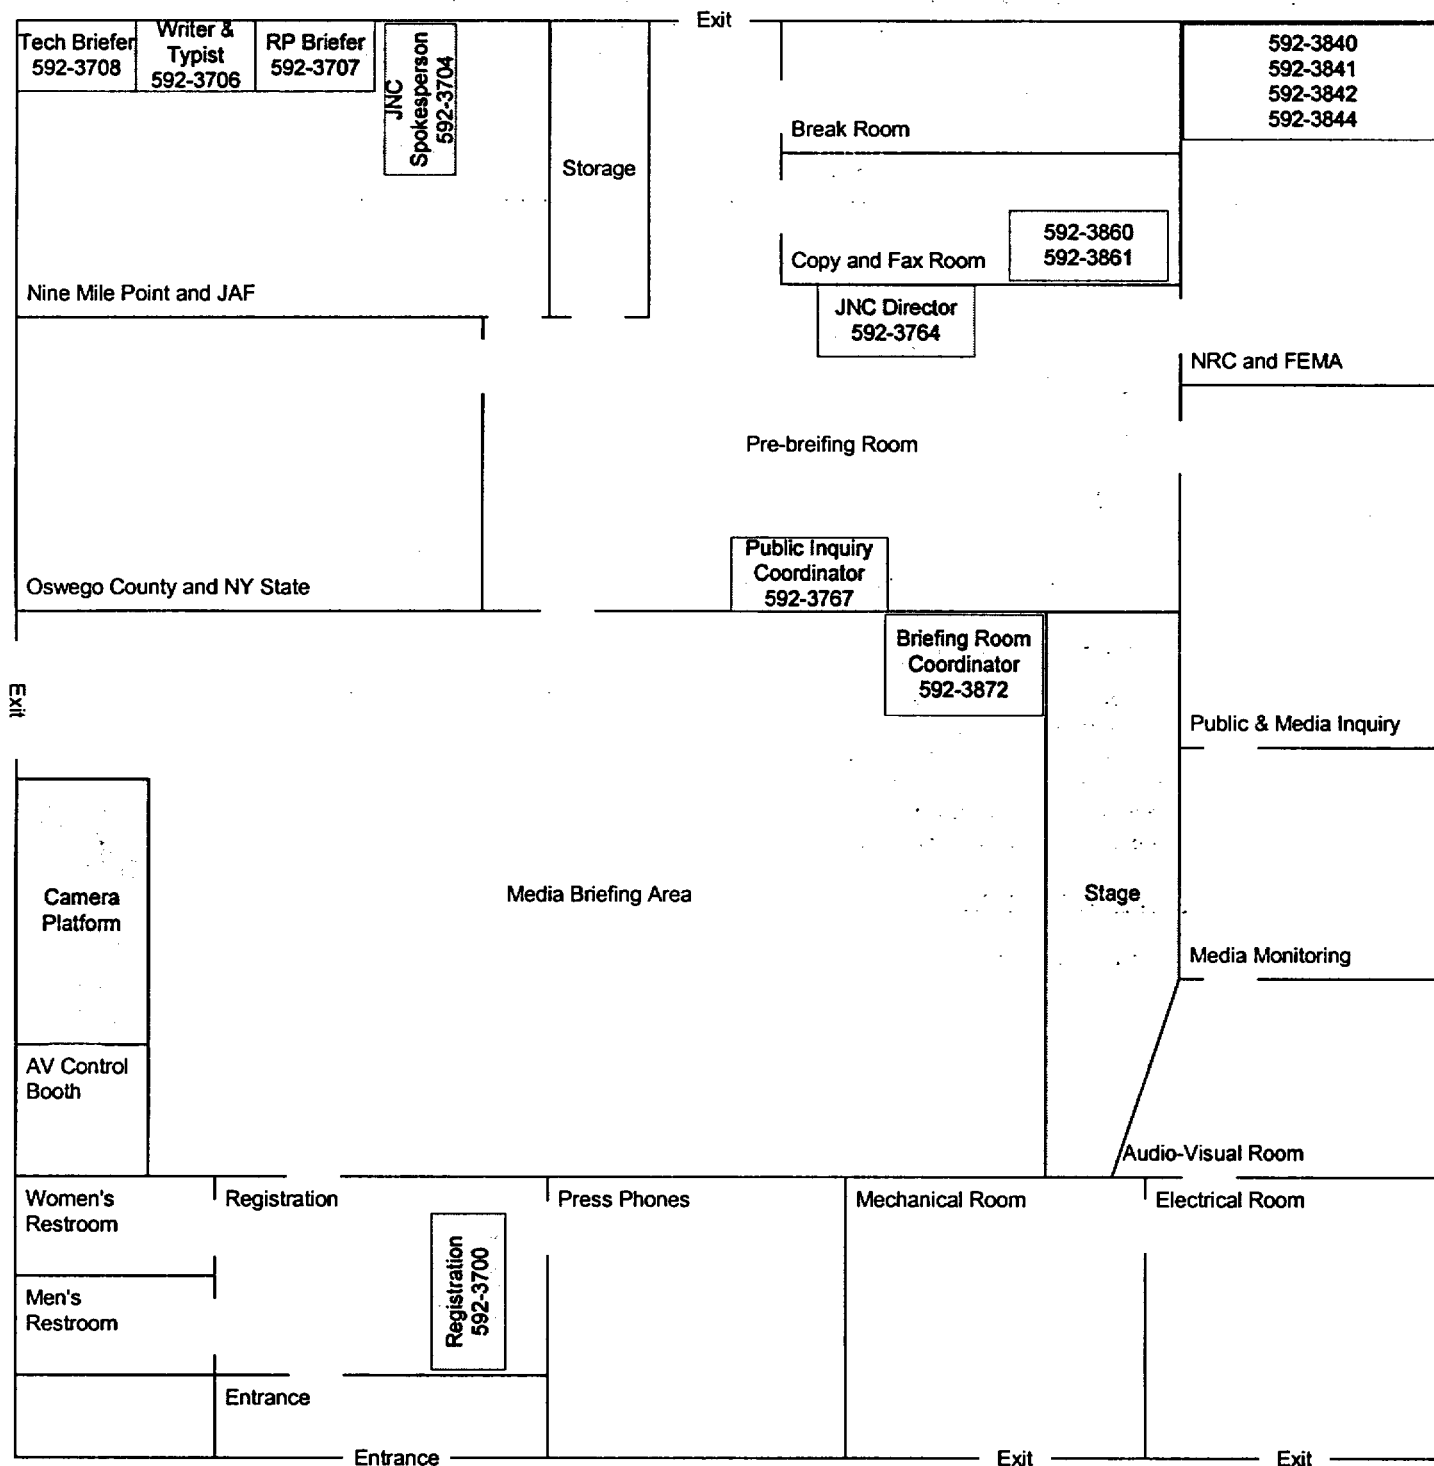 Exit
Tech Briefer
592-3708
Writer &
Typist
592-3706
RP Briefer
592-3707
JNC
Spokesperson
592-3704
592-3840
592-3841
592-3842
592-3844
Break Room
Storage
592-3860
592-3861
Copy and Fax Room
Nine Mile Point and JAF
JNC Director
592-3764
NRC and FEMA
Pre-breifing Room
Public Inquiry
Coordinator
592-3767
Oswego County and NY State
Briefing Room
Coordinator
592-3872
Exit
Public & Media Inquiry
Camera
Platform
Media Briefing Area
Stage
Media Monitoring
AV Control
Booth
Audio-Visual Room
Women's
Restroom
Registration
Press Phones
Mechanical Room
Electrical Room
Registration
592-3700
Men's
Restroom
Entrance
Entrance
Exit
Exit